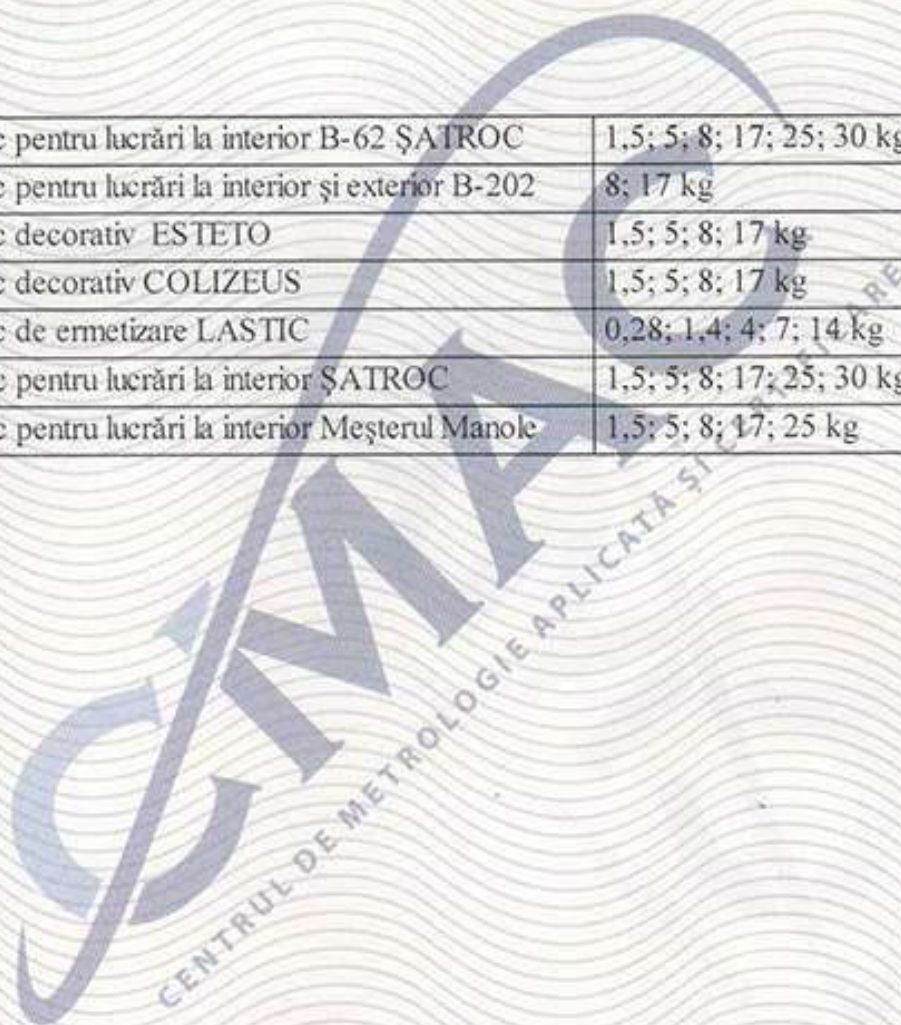 c pentru lucrări la interior B-62 ŞATROC 1,5; 5; 8; 17; 25; 30 kg
c pentru lucrări la interior şi exterior B-202 8; 17 kg
c decorativ ESTETO 1,5; 5; 8; 17 kg
c decorativ COLIZEUS 1,5; 5; 8; 17 kg
c de ermetizare LASTIC 0,28; 1,4; 4; 7; 14 kg
c pentru lucrări la interior ŞATROC 1,5; 5; 8; 17; 25; 30 kg
c pentru lucrări la interior Meşterul Manole 1,5; 5; 8; 17; 25 kg
CMAC
CENTRUL DE METROLOGIE APLICATĂ ŞI CERTIFICARE